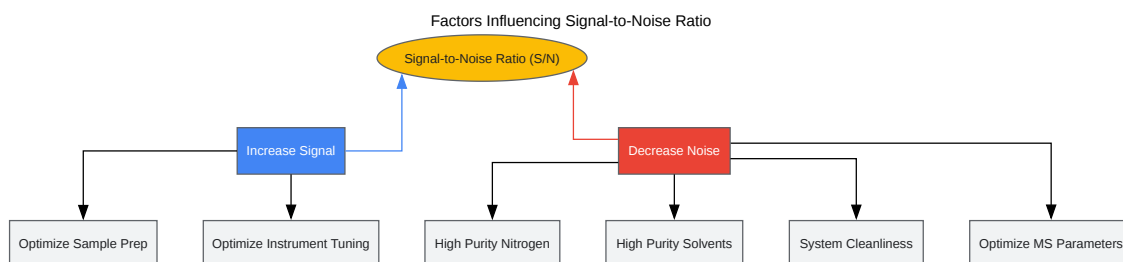 Factors Influencing Signal-to-Noise Ratio
Signal-to-Noise Ratio (S/N)
Increase Signal
Decrease Noise
Optimize Sample Prep
Optimize Instrument Tuning
High Purity Nitrogen
High Purity Solvents
System Cleanliness
Optimize MS Parameters